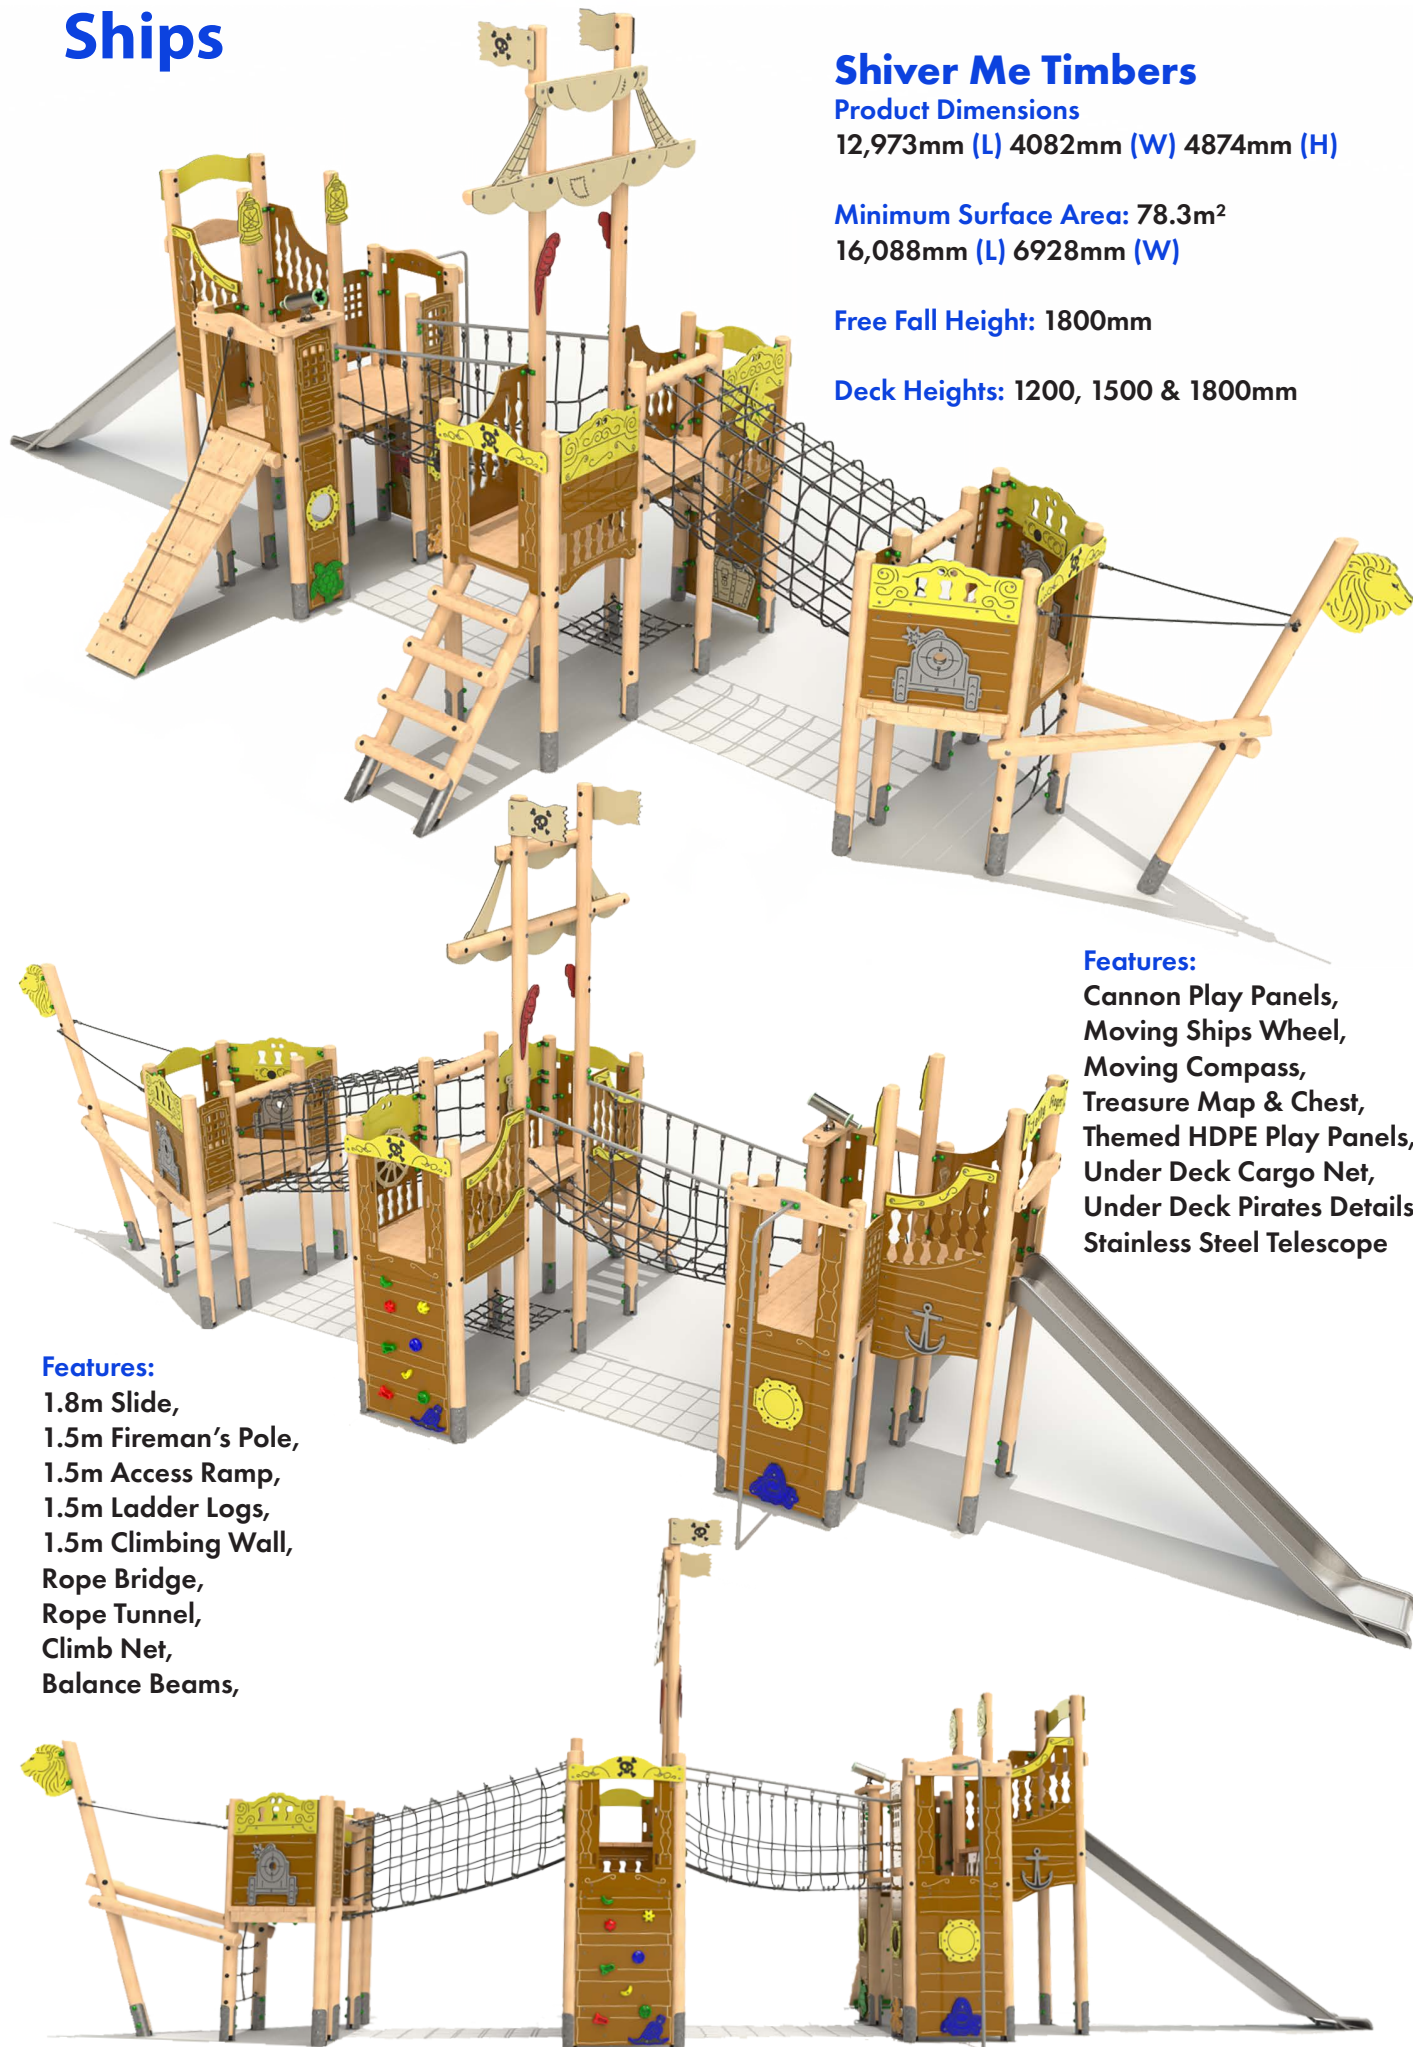 Ships
Shiver Me Timbers
Product Dimensions
12,973mm (L) 4082mm (W) 4874mm (H)
Minimum Surface Area: 78.3m²
16,088mm (L) 6928mm (W)
Free Fall Height: 1800mm
Deck Heights: 1200, 1500 & 1800mm
Features:
Cannon Play Panels,
Moving Ships Wheel,
Moving Compass,
Treasure Map & Chest,
Themed HDPE Play Panels,
Under Deck Cargo Net,
Under Deck Pirates Details
Stainless Steel Telescope
Features:
1.8m Slide,
1.5m Fireman’s Pole,
1.5m Access Ramp,
1.5m Ladder Logs,
1.5m Climbing Wall,
Rope Bridge,
Rope Tunnel,
Climb Net,
Balance Beams,